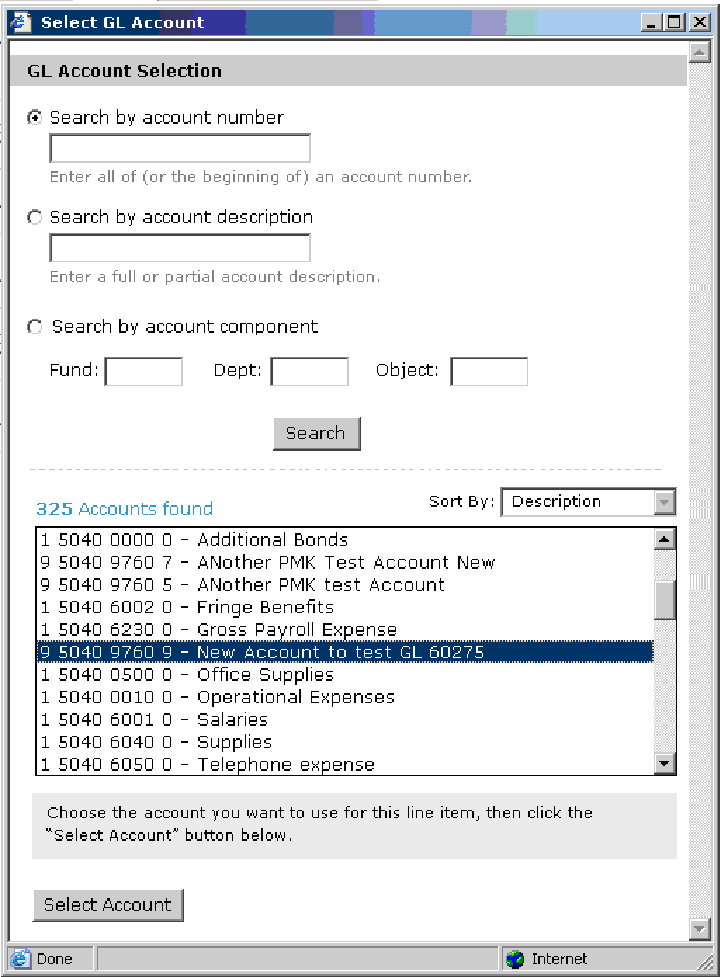 Select GL Account
GL Account Selection
Search by account number
Enter all of (or the beginning of) an account number.
Search by account description
Enter a full or partial account description.
Search by account component
Fund: Dept: Object:
Search
325 Accounts found Sort By: Description
1 5040 0000 0 - Additional Bonds
9 5040 9760 7 - ANother PMK Test Account New
9 5040 9760 5 - ANother PMK test Account
1 5040 6002 0 - Fringe Benefits
1 5040 6230 0 - Gross Payroll Expense
9 5040 9760 9 - New Account to test GL 60275
1 5040 0500 0 - Office Supplies
1 5040 0010 0 - Operational Expenses
1 5040 6001 0 - Salaries
1 5040 6040 0 - Supplies
1 5040 6050 0 - Telephone expense
Choose the account you want to use for this line item, then click the
"Select Account" button below.
Select Account
Done Internet